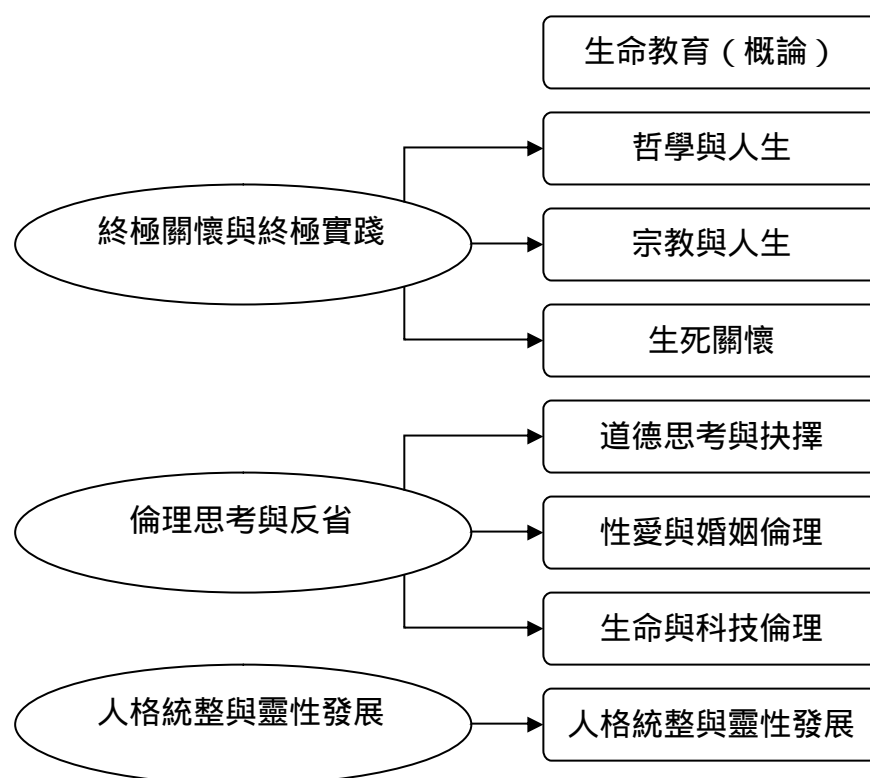 生命教育（概論）
哲學與人生
終極關懷與終極實踐
宗教與人生
生死關懷
道德思考與抉擇
倫理思考與反省
性愛與婚姻倫理
生命與科技倫理
人格統整與靈性發展
人格統整與靈性發展